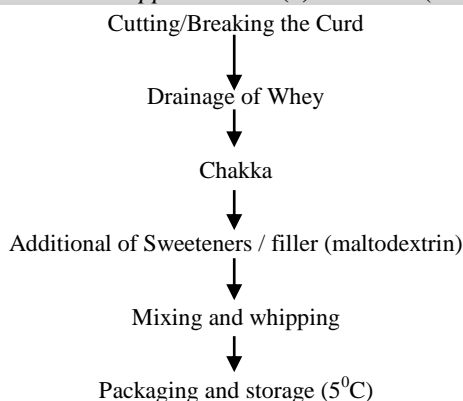 Cutting/Breaking the Curd
Drainage of Whey
Chakka
Additional of Sweeteners / filler (maltodextrin)
Mixing and whipping
Packaging and storage (5⁰C)